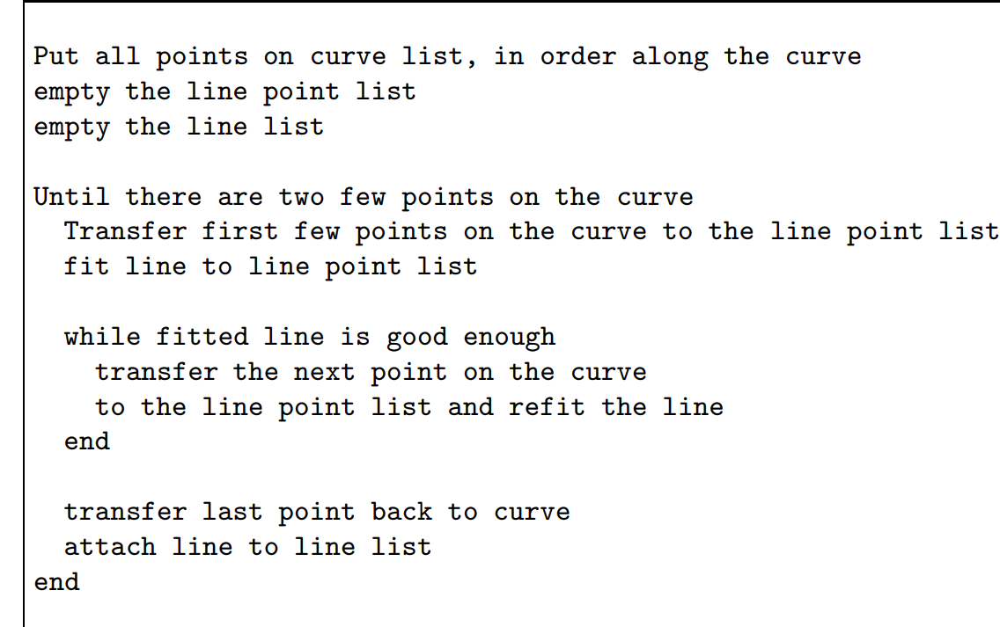 Put all points on curve list, in order along the curve
empty the line point list
empty the line list
Until there are two few points on the curve
Transfer first few points on the curve to the line point list
fit line to line point list
while fitted line is good enough
transfer the next point on the curve
to the line point list and refit the line
end
transfer last point back to curve
attach line to line list
end